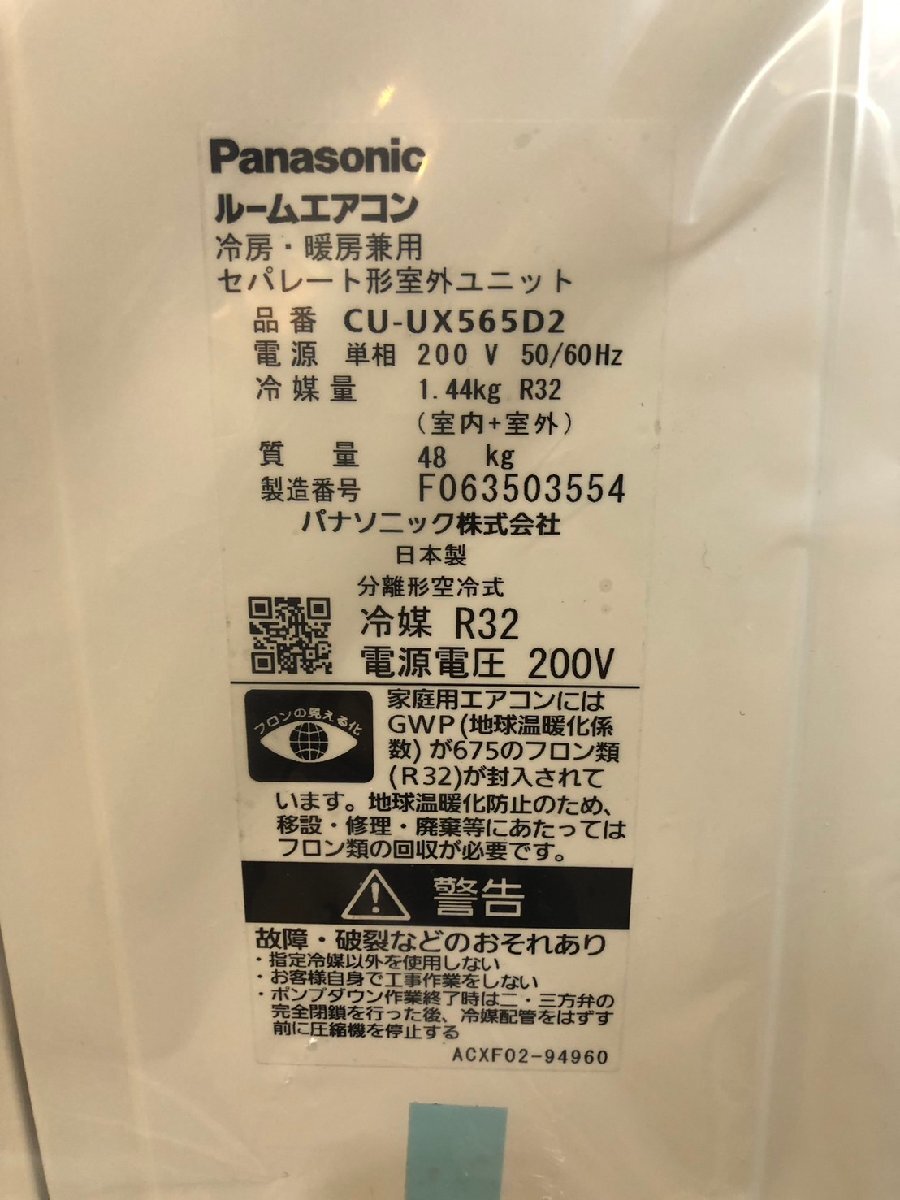 Panasonic
ルームエアコン
冷房・暖房兼用
セパレート形室外ユニット
品番 CU-UX565D2
電源 単相 200 V 50/60Hz
冷媒量 1.44kg R32
(室内+室外)
質量 48 kg
製造番号 F063503554
パナソニック株式会社
日本製
分離形空冷式
冷媒 R32
電源電圧 200V
フロンの見える化
家庭用エアコンには
GWP(地球温暖化係
数)が675のフロン類
(R32)が封入されて
います。地球温暖化防止のため、
移設・修理・廃棄等にあたっては
フロン類の回収が必要です。
警告
故障・破裂などのおそれあり
・指定冷媒以外を使用しない
・お客様自身で工事作業をしない
・ポンプダウン作業終了時は二・三方弁の
完全閉鎖を行った後、冷媒配管をはずす
前に圧縮機を停止する
ACXF02-94960